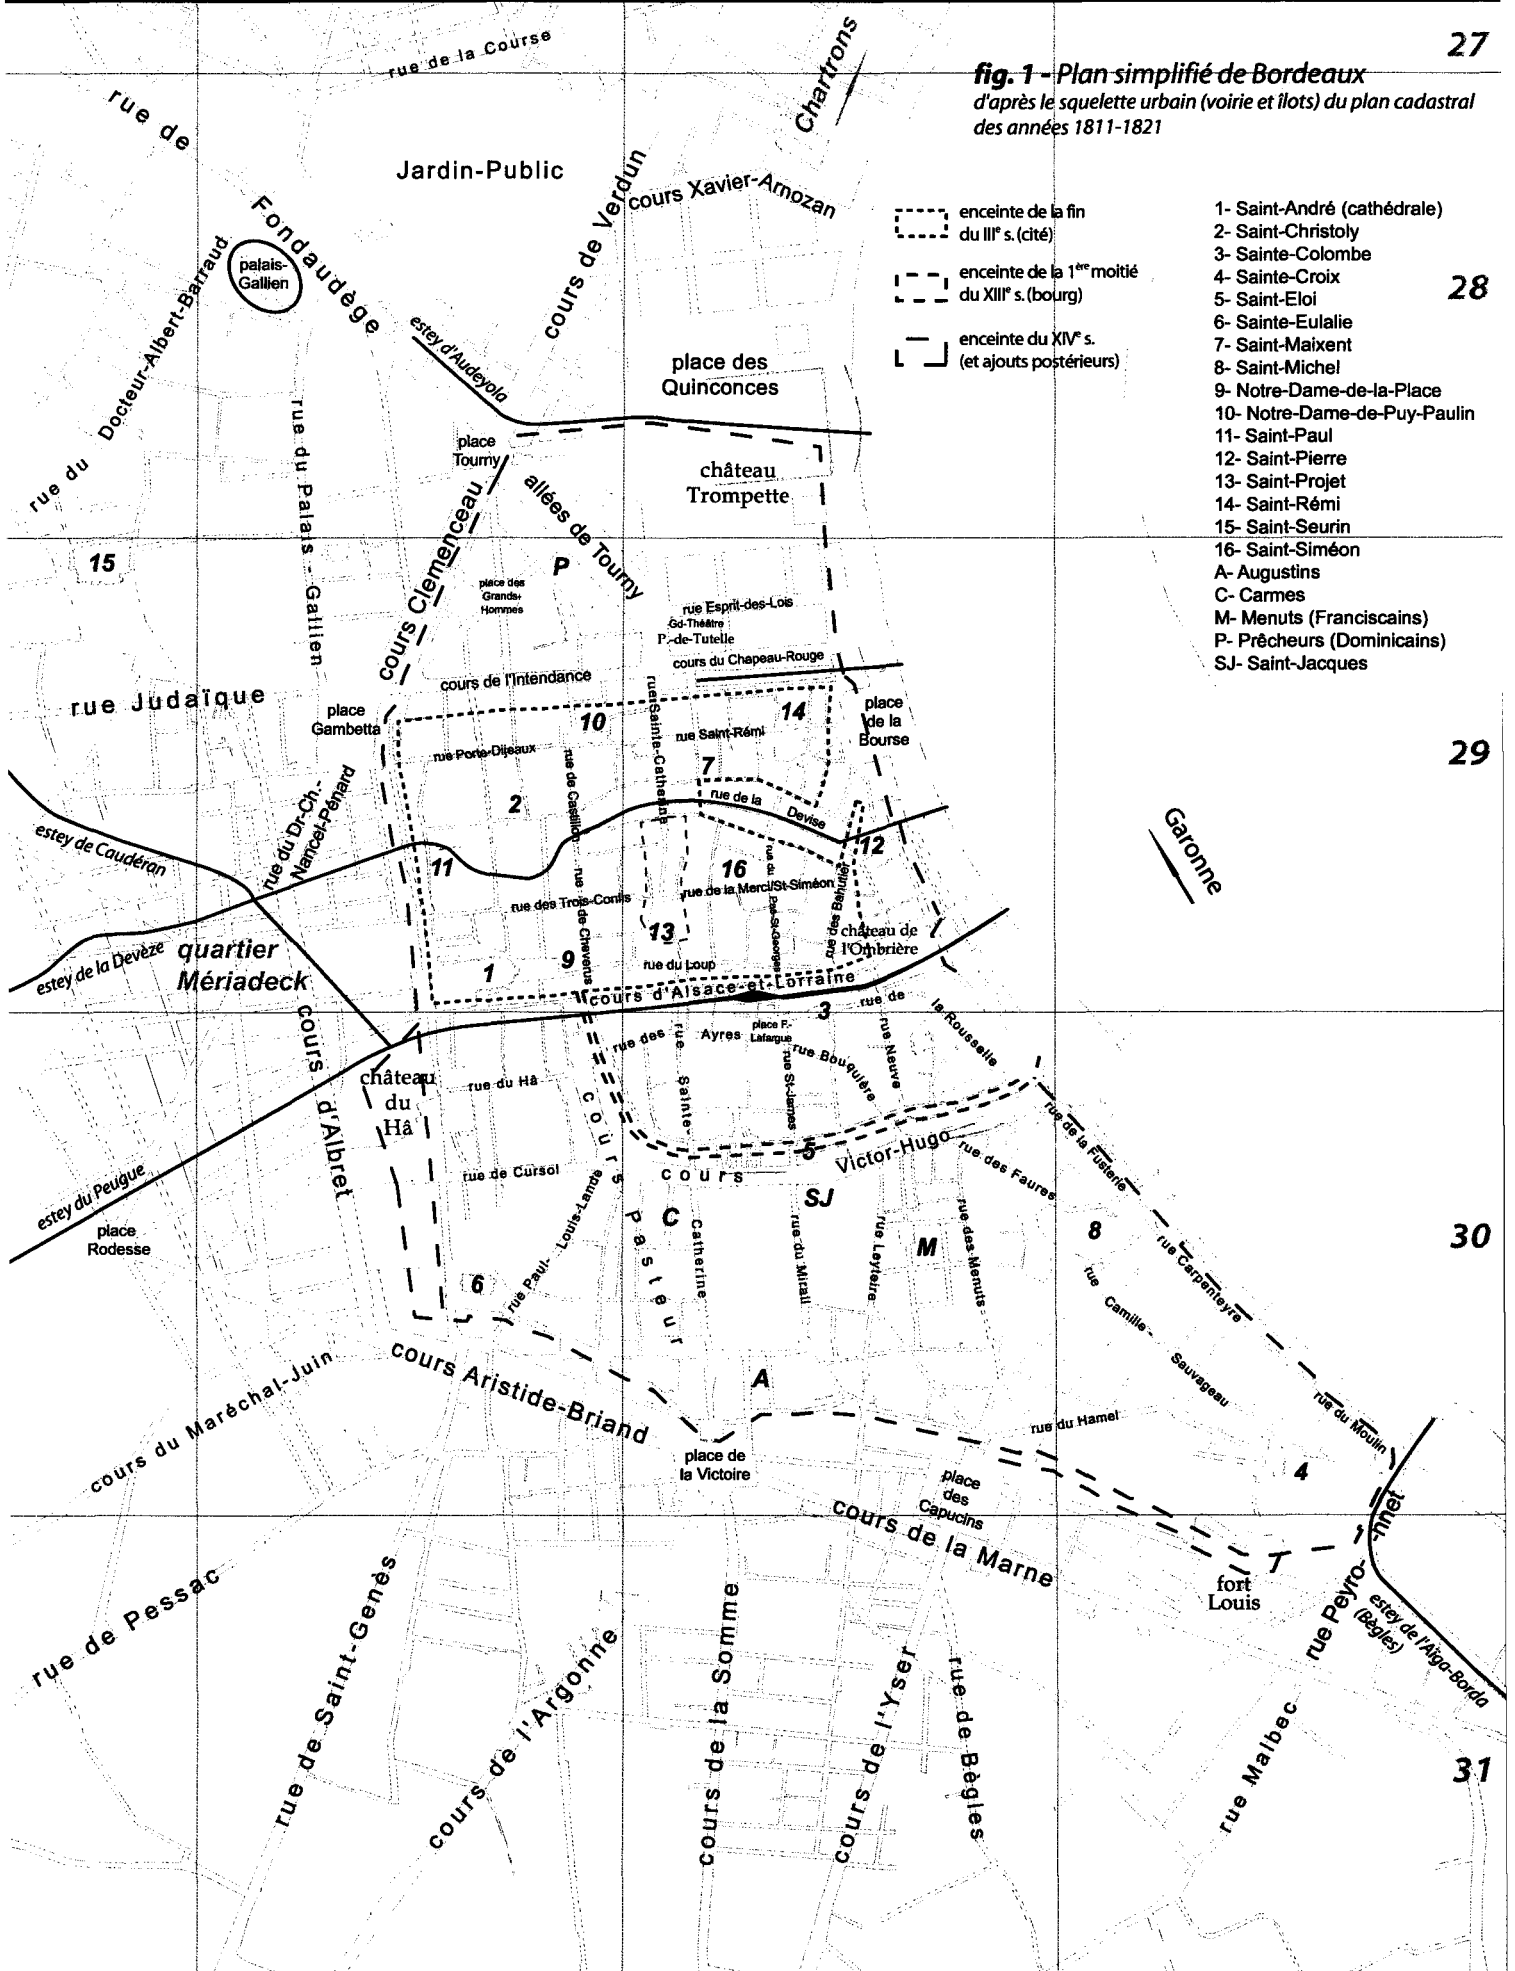 27
fig. 1 - Plan simplifié de Bordeaux
d'après le squelette urbain (voirie et îlots) du plan cadastral
des années 1811-1821
rue de la Course
Chartrons
rue de
Fondaudège
Jardin-Public
cours de Verdun
cours Xavier-Arnozan
enceinte de la fin
du IIIe s. (cité)
enceinte de la 1ère moitié
du XIIIe s. (bourg)
enceinte du XIVe s.
(et ajouts postérieurs)
1- Saint-André (cathédrale)
2- Saint-Christoly
3- Sainte-Colombe
4- Sainte-Croix
5- Saint-Eloi
6- Sainte-Eulalie
7- Saint-Maixent
8- Saint-Michel
9- Notre-Dame-de-la-Place
10- Notre-Dame-de-Puy-Paulin
11- Saint-Paul
12- Saint-Pierre
13- Saint-Projet
14- Saint-Rémi
15- Saint-Seurin
16- Saint-Siméon
A- Augustins
C- Carmes
M- Menuts (Franciscains)
P- Prêcheurs (Dominicains)
SJ- Saint-Jacques
28
palais-
Gallien
rue du Docteur-Albert-Barraud
estey d'Audeyola
place des
Quinconces
rue du Palais - Gallien
place
Tourny
château
Trompette
allées de Tourny
cours Clemenceau
15
P
place des
Grands-
Hommes
rue Esprit-des-Lois
Gd-Théâtre
P.-de-Tutelle
cours du Chapeau-Rouge
cours de l'Intendance
rue Judaïque
place
Gambetta
10
rue Sainte-Catherine
14
place
de la
Bourse
rue Saint-Rémi
rue Porte-Dijeaux
rue de Castillon
7
29
rue du Dr-Ch.-
Nancel-Pénard
2
rue de la Devise
estey de Caudéran
12
Garonne
11
16
rue du Pas-St-Georges
rue de la Merci/St-Siméon
rue des Bahutiers
rue des Trois-Conils
rue de Cheverus
13
château de
l'Ombrière
estey de la Devèze
quartier
Mériadeck
1
9
rue du Loup
cours d'Alsace-et-Lorraine
3
rue de la Rousselle
cours d'Albret
rue des Ayres
place F.-
Lafargue
rue Bouquière
rue Neuve
rue St-James
rue Sainte-Catherine
château
du
Hâ
rue du Hâ
cours Pasteur
rue de la Fusterie
5
cours Victor-Hugo
rue des Faures
estey du Peugue
rue de Cursol
SJ
place
Rodesse
rue Paul-Louis-Lande
C
rue du Mirail
rue Leyteire
M
rue des Menuts
8
rue Carpenteyre
30
6
rue Camille-Sauvageau
cours du Maréchal-Juin
cours Aristide-Briand
A
rue du Hamel
rue du Moulin
place de
la Victoire
4
place
des
Capucins
cours de la Marne
rue Peyronnet
fort
Louis
estey de l'Aïga-Borda
(Bègles)
rue de Pessac
rue de Saint-Genès
cours de l'Argonne
cours de la Somme
cours de l'Yser
rue de Bègles
rue Malbec
31